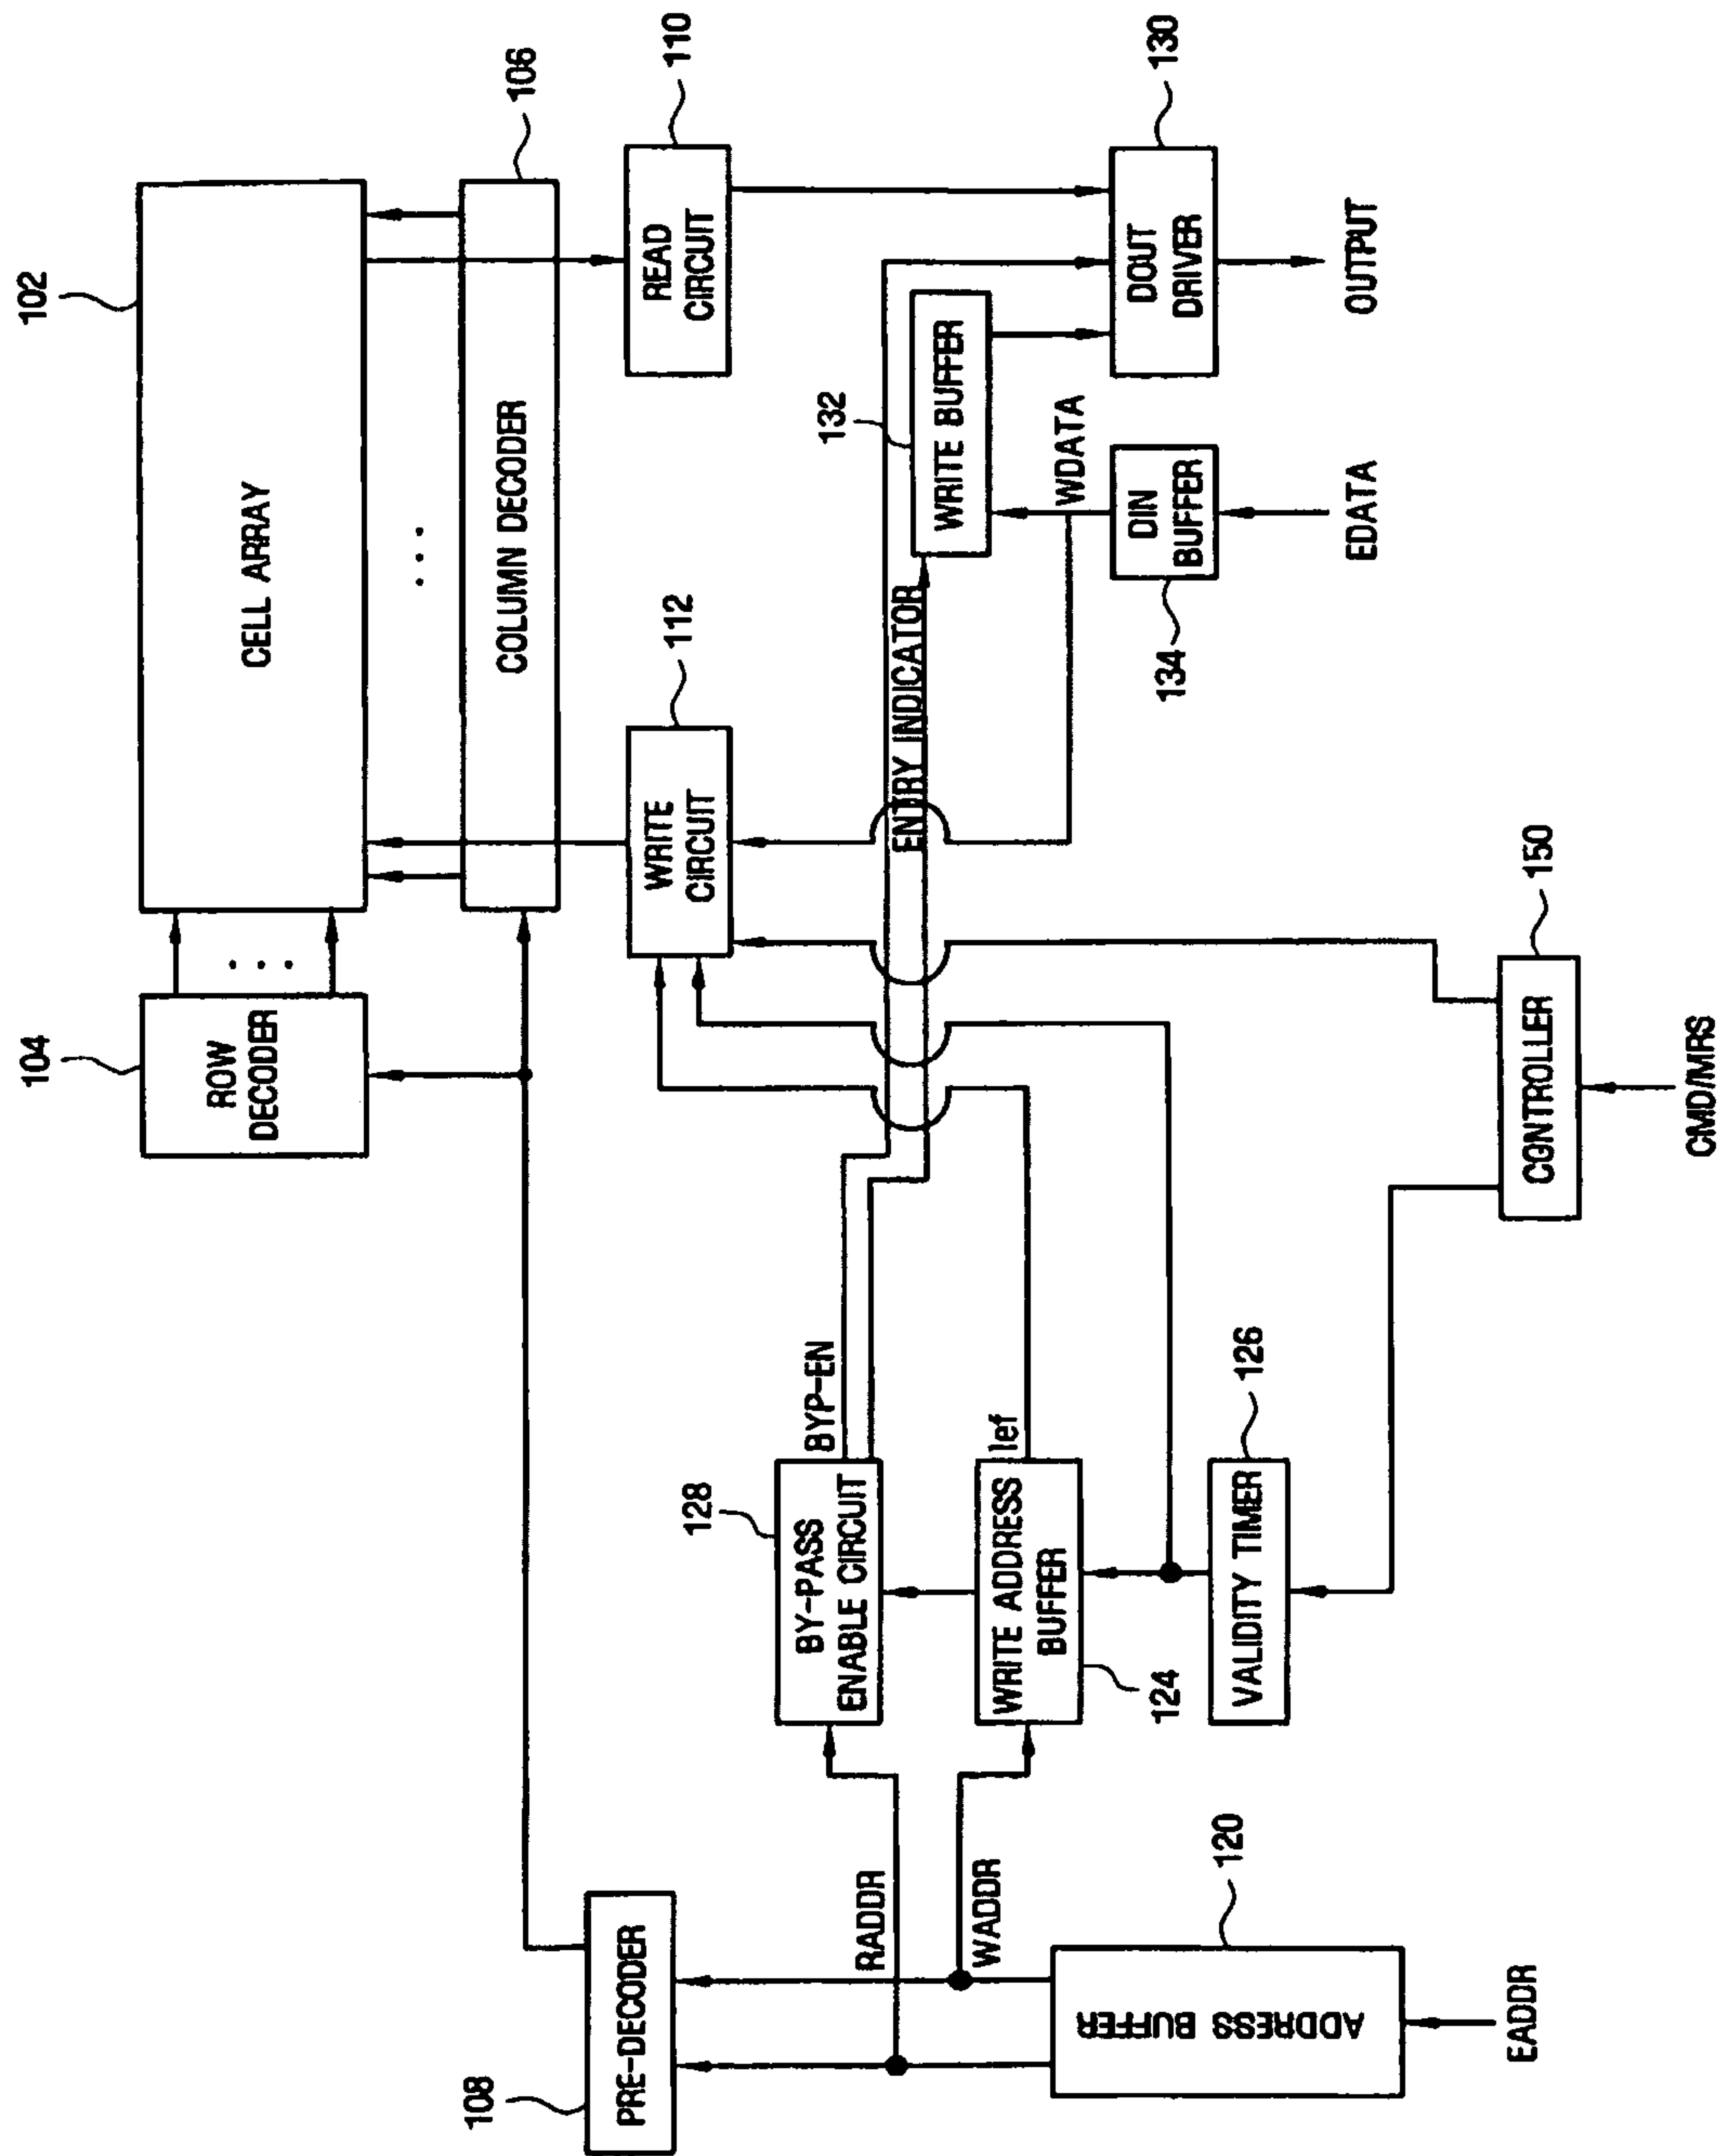 102
CELL ARRAY
104
ROW
DECODER
. . .
. . .
COLUMN DECODER
106
108
PRE-DECODER
WRITE
CIRCUIT
112
READ
CIRCUIT
110
RADDR
WADDR
128
BY-PASS
ENABLE CIRCUIT
BYP-EN
ENTRY INDICATOR
132
WRITE BUFFER
WRITE ADDRESS
BUFFER
124
lef
WDATA
ADDRESS BUFFER
120
VALIDITY TIMER
126
134
DIN
BUFFER
DOUT
DRIVER
130
EADDR
EDATA
OUTPUT
CONTROLLER
150
CMD/MRS